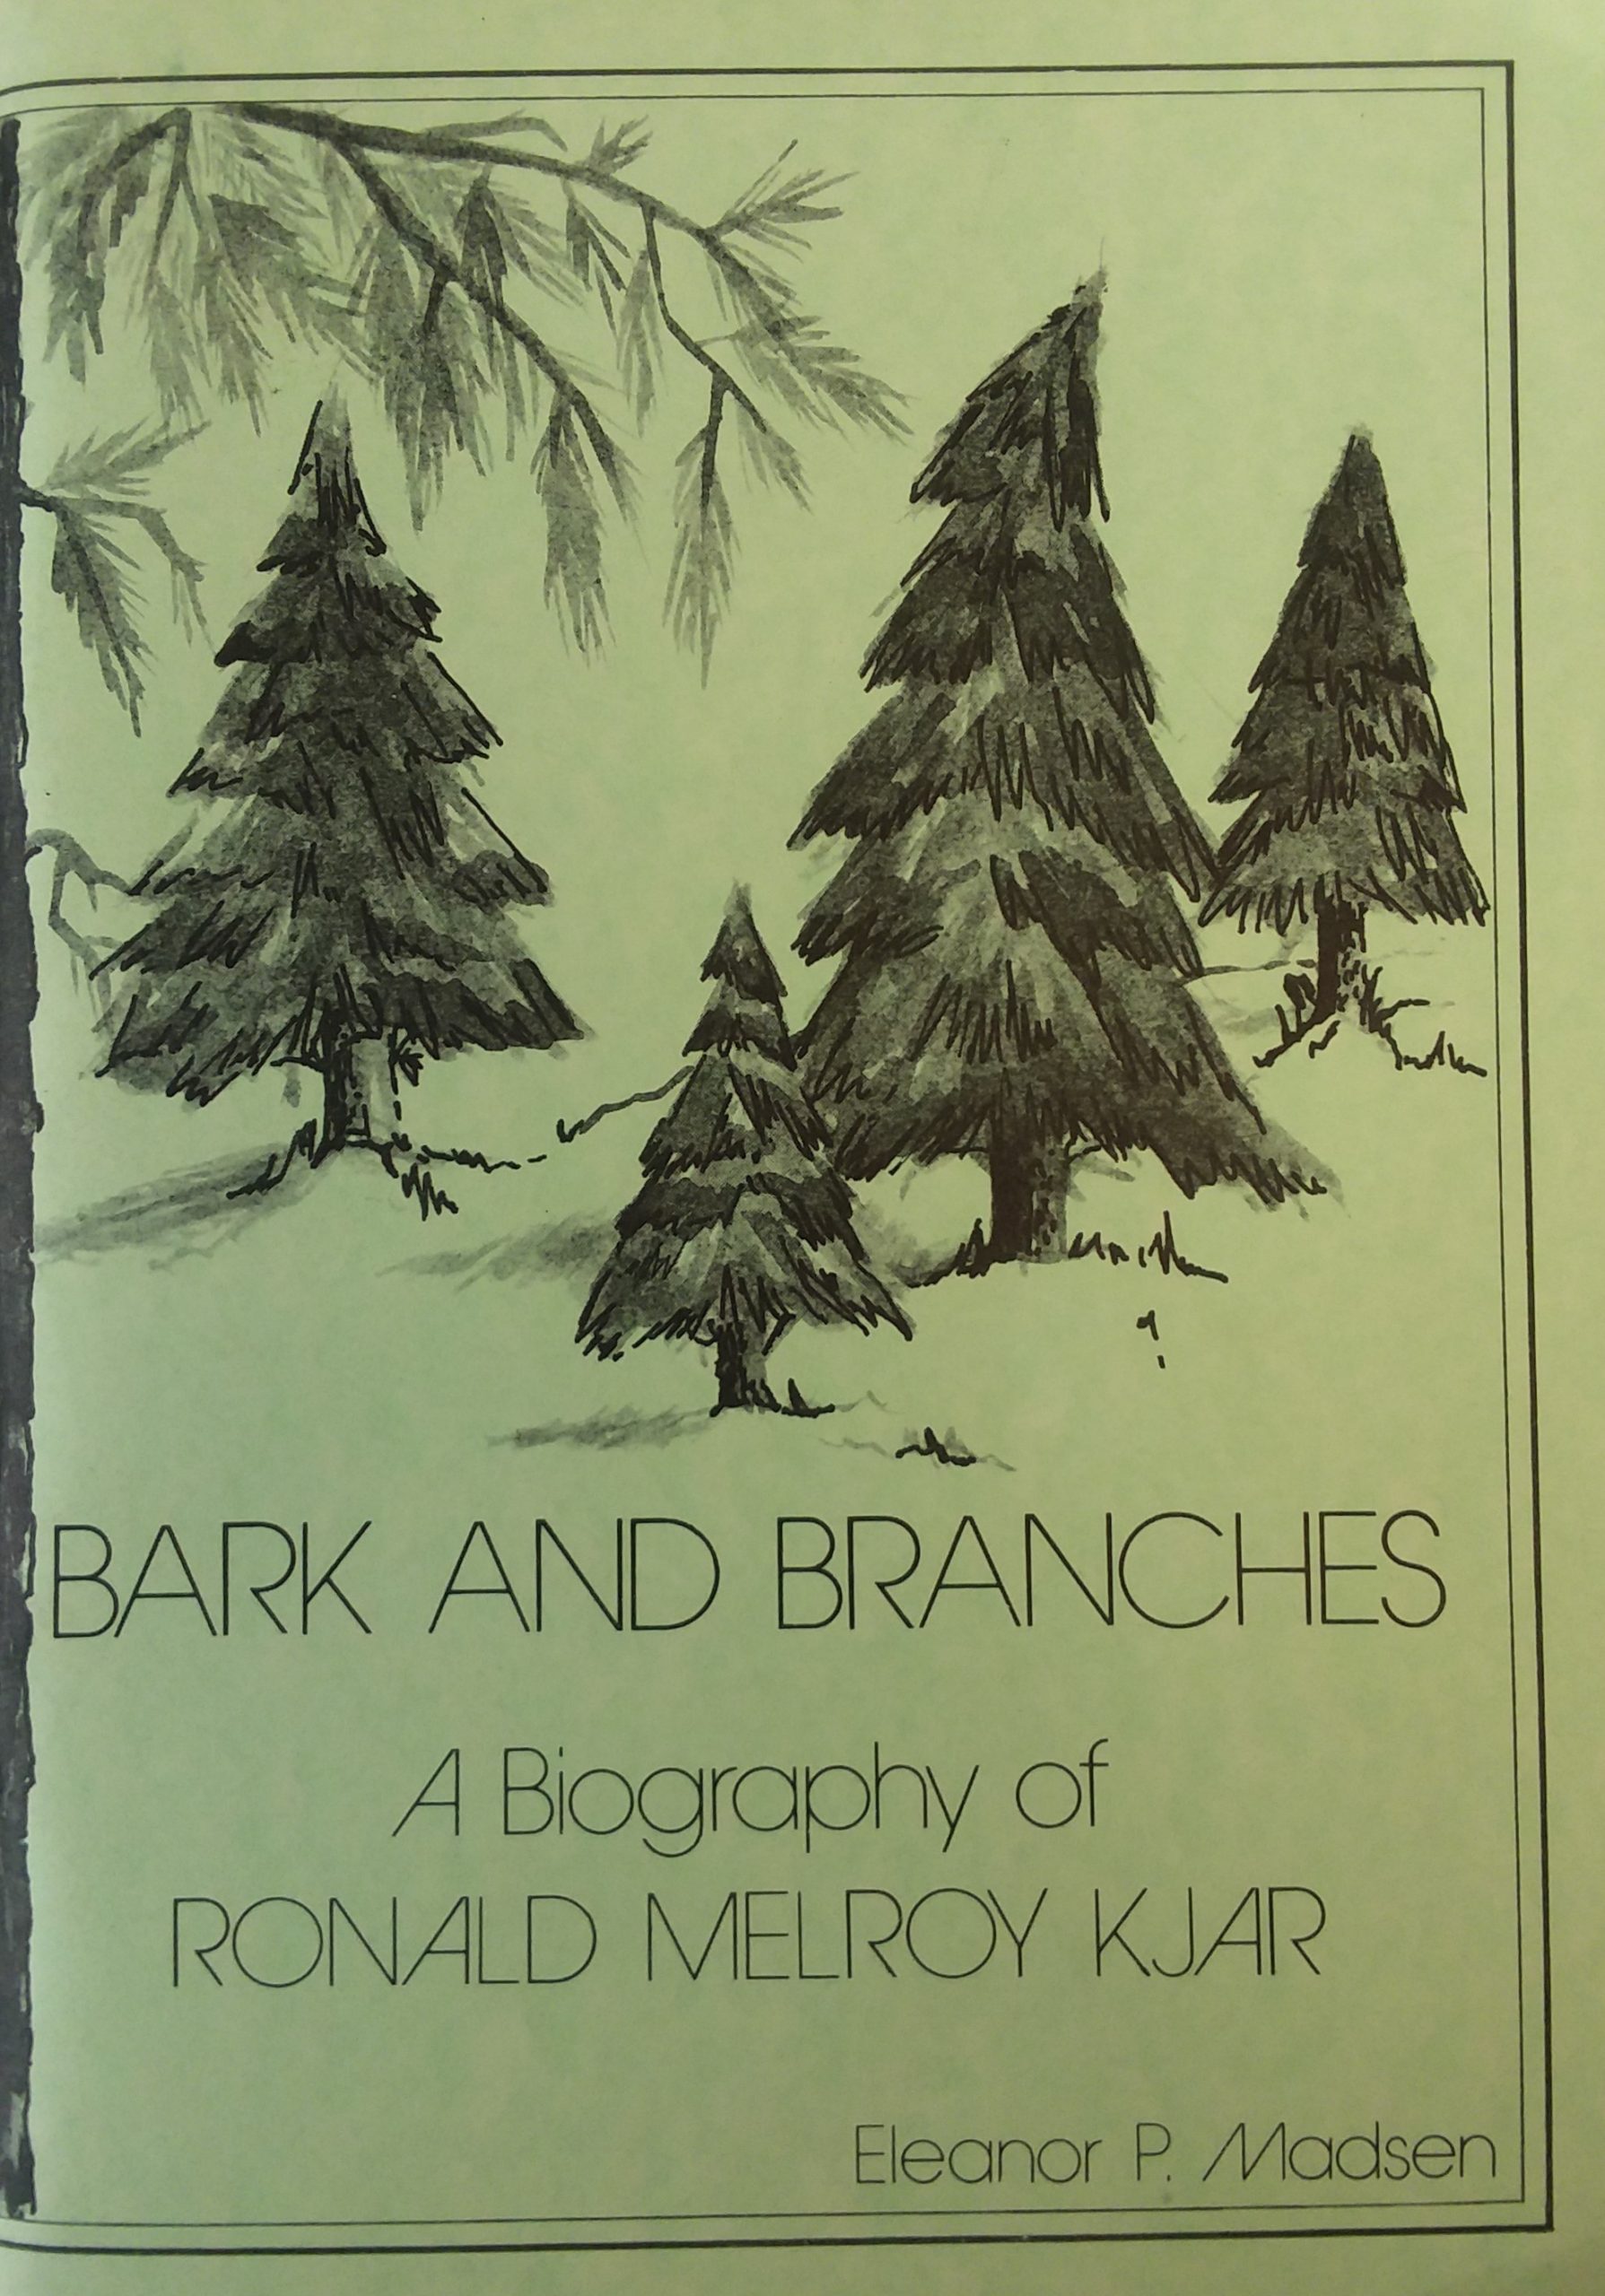 BARK AND BRANCHES
A Biography of
RONALD MELROY KJAR
Eleanor P. Madsen